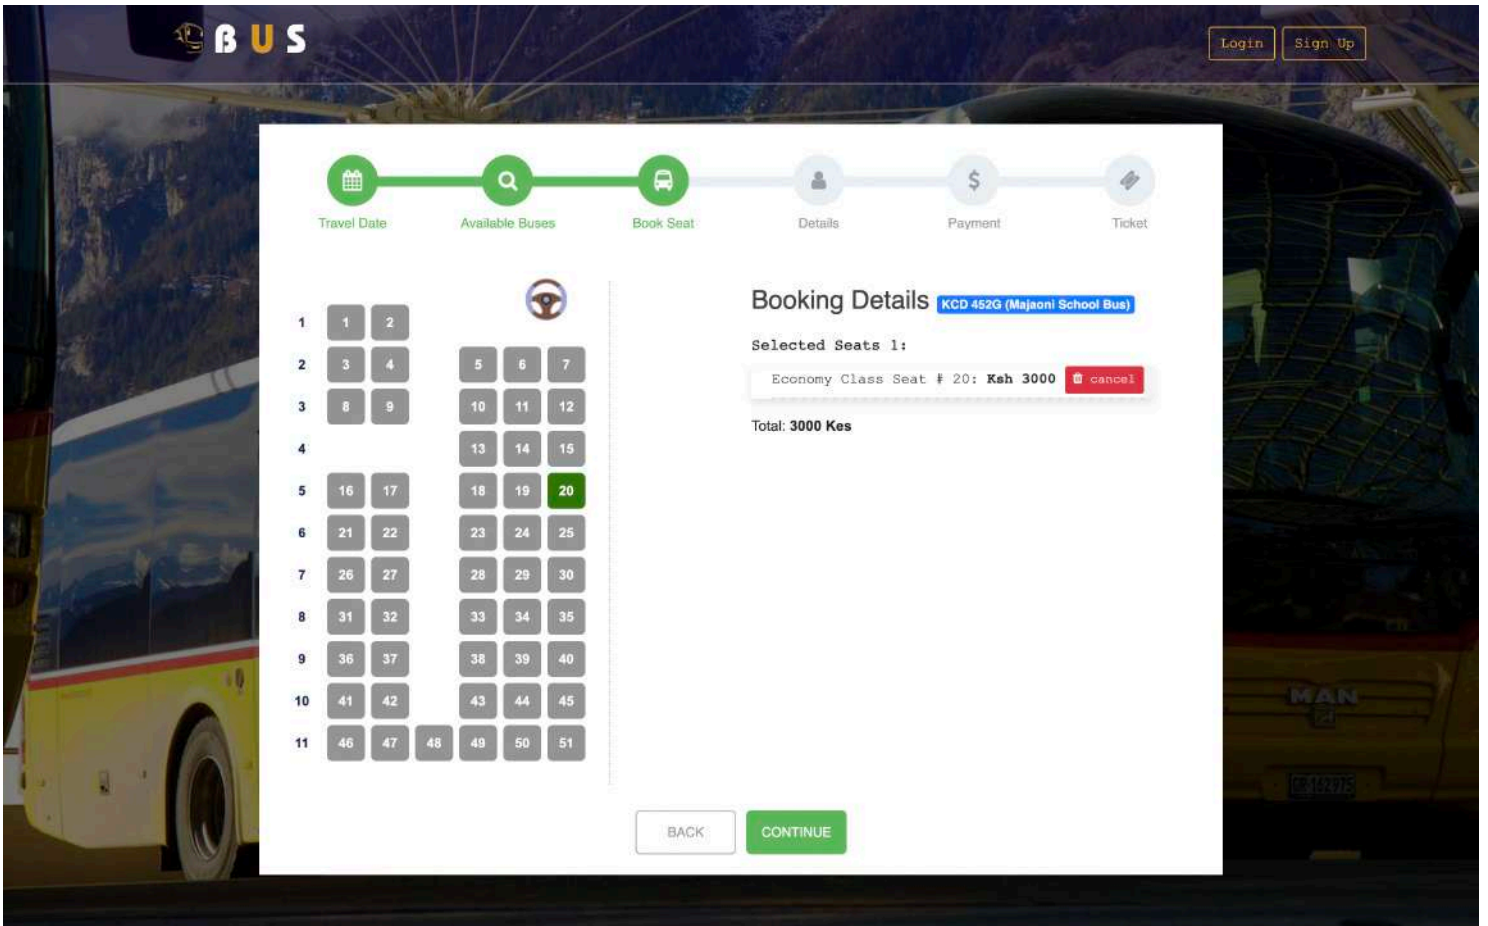 BUS
Login Sign Up
Travel Date Available Buses Book Seat Details Payment Ticket
Booking Details KCD 452G (Majaoni School Bus)
Selected Seats 1:
Economy Class Seat # 20: Ksh 3000 cancel
Total: 3000 Kes
1 1 2
2 3 4 5 6 7
3 8 9 10 11 12
4 13 14 15
5 16 17 18 19 20
6 21 22 23 24 25
7 26 27 28 29 30
8 31 32 33 34 35
9 36 37 38 39 40
10 41 42 43 44 45
11 46 47 48 49 50 51
BACK CONTINUE
MAN